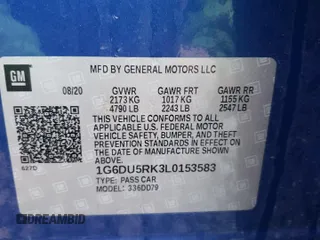 GM
MFD BY GENERAL MOTORS LLC
08/20 GVWR GAWR FRT GAWR RR
2173 KG 1017 KG 1155 KG
4790 LB 2243 LB 2547 LB
THIS VEHICLE CONFORMS TO ALL
APPLICABLE U.S. FEDERAL MOTOR
VEHICLE SAFETY, BUMPER, AND THEFT
PREVENTION STANDARDS IN EFFECT ON
THE DATE OF MANUFACTURE SHOWN ABOVE.
1G6DU5RK3L0153583
627D TYPE: PASS CAR
MODEL: 336DD79
DREAMBID